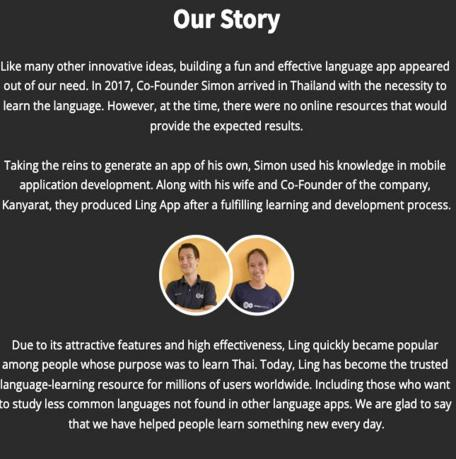 Our Story
Like many other innovative ideas, building a fun and effective language app appeared
out of our need. In 2017, Co-Founder Simon arrived in Thailand with the necessity to
learn the language. However, at the time, there were no online resources that would
provide the expected results.
Taking the reins to generate an app of his own, Simon used his knowledge in mobile
application development. Along with his wife and Co-Founder of the company,
Kanyarat, they produced Ling App after a fulfilling learning and development process.
Due to its attractive features and high effectiveness, Ling quickly became popular
among people whose purpose was to learn Thai. Today, Ling has become the trusted
language-learning resource for millions of users worldwide. Including those who want
to study less common languages not found in other language apps. We are glad to say
that we have helped people learn something new every day.